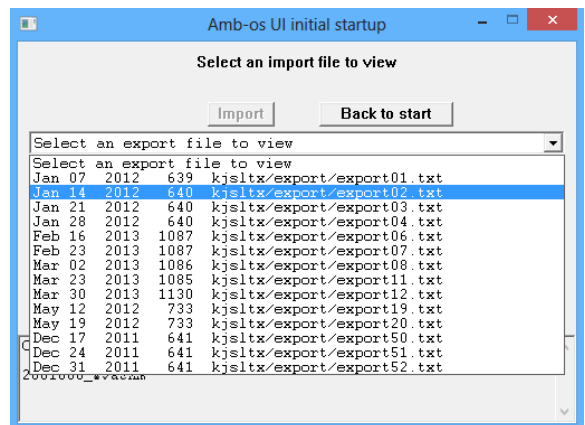 Amb-os UI initial startup
Select an import file to view
Import Back to start
Select an export file to view
Select an export file to view
Jan 07 2012 639 kjsltx/export/export01.txt
Jan 14 2012 640 kjsltx/export/export02.txt
Jan 21 2012 640 kjsltx/export/export03.txt
Jan 28 2012 640 kjsltx/export/export04.txt
Feb 16 2013 1087 kjsltx/export/export06.txt
Feb 23 2013 1087 kjsltx/export/export07.txt
Mar 02 2013 1086 kjsltx/export/export08.txt
Mar 23 2013 1085 kjsltx/export/export11.txt
Mar 30 2013 1130 kjsltx/export/export12.txt
May 12 2012 733 kjsltx/export/export19.txt
May 19 2012 733 kjsltx/export/export20.txt
Dec 17 2011 641 kjsltx/export/export50.txt
Dec 24 2011 641 kjsltx/export/export51.txt
Dec 31 2011 641 kjsltx/export/export52.txt